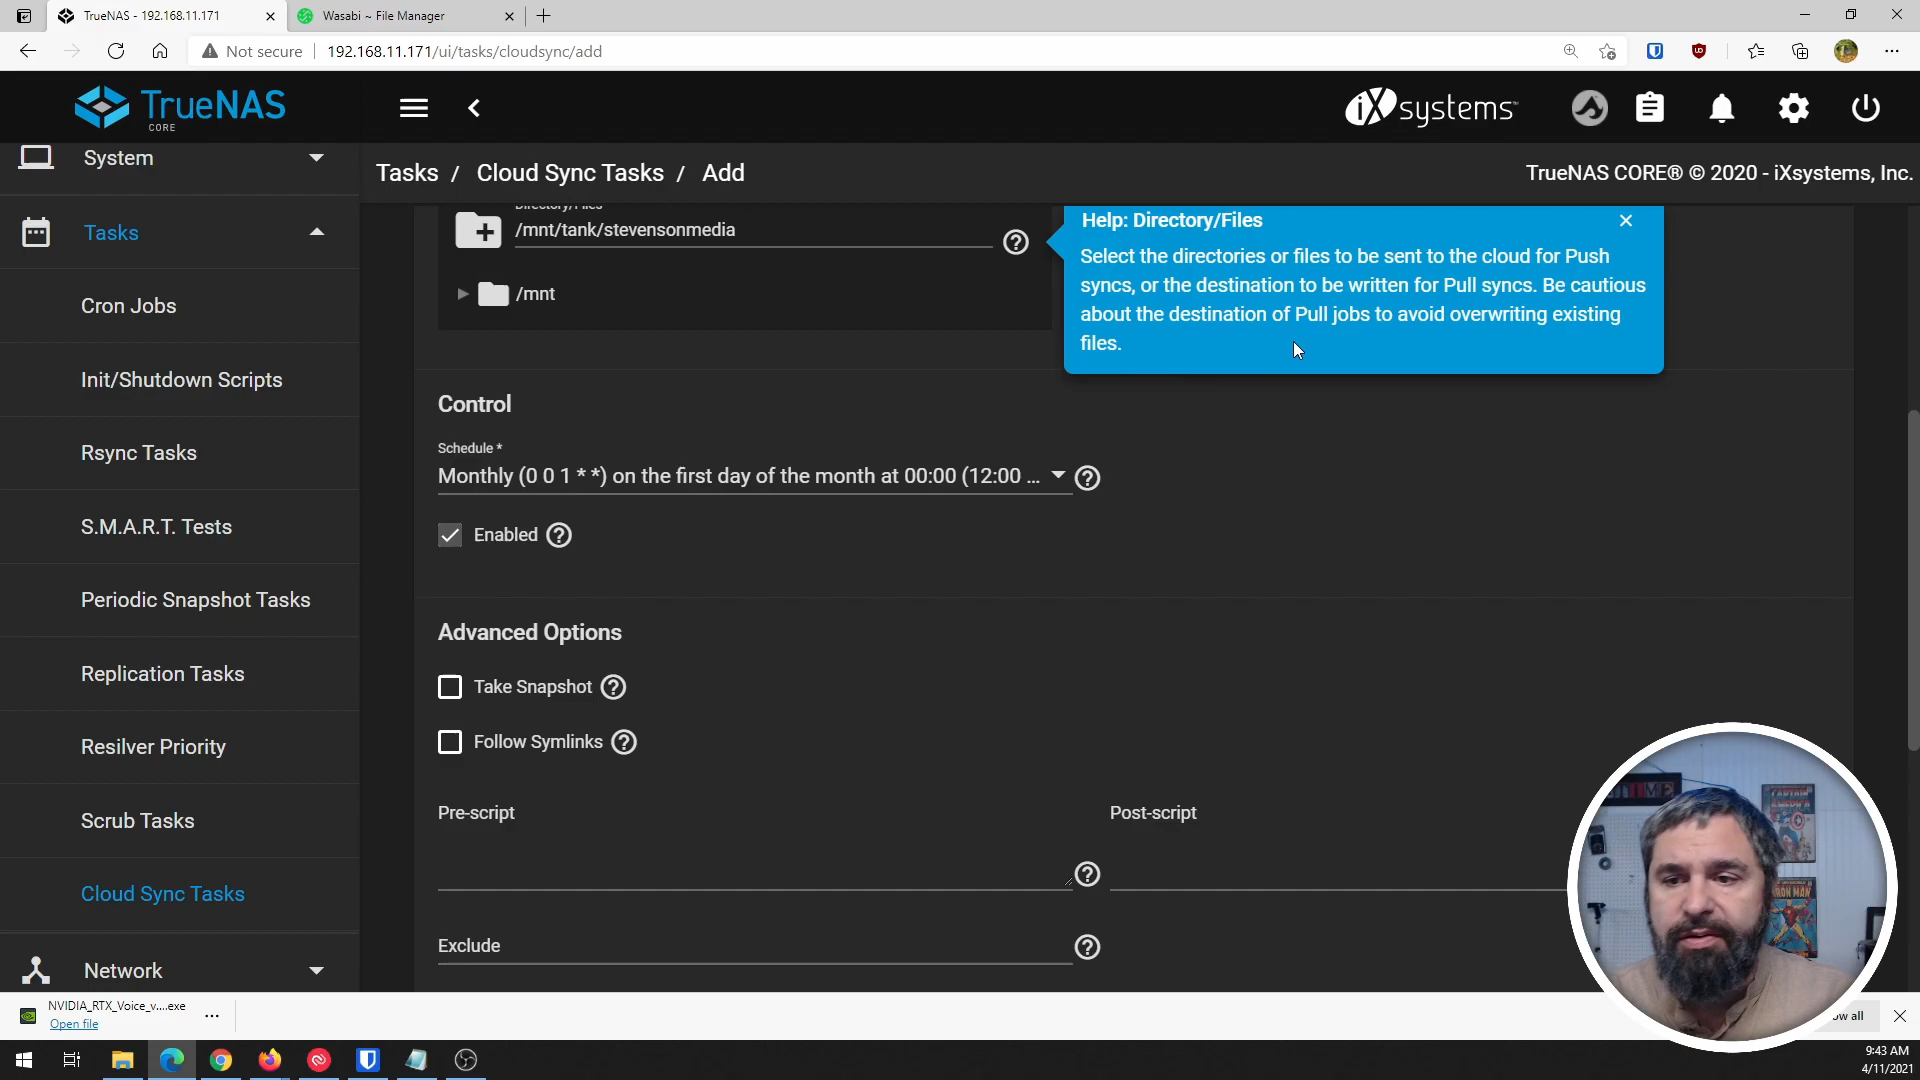 TrueNAS - 192.168.11.171
Wasabi ~ File Manager
Not secure
192.168.11.171/ui/tasks/cloudsync/add
TrueNAS
CORE
iXsystems™
System
Tasks / Cloud Sync Tasks / Add
TrueNAS CORE® © 2020 - iXsystems, Inc.
Tasks
Cron Jobs
Init/Shutdown Scripts
Rsync Tasks
S.M.A.R.T. Tests
Periodic Snapshot Tasks
Replication Tasks
Resilver Priority
Scrub Tasks
Cloud Sync Tasks
Network
Directory/Files
/mnt/tank/stevensonmedia
/mnt
Help: Directory/Files
Select the directories or files to be sent to the cloud for Push
syncs, or the destination to be written for Pull syncs. Be cautious
about the destination of Pull jobs to avoid overwriting existing
files.
Control
Schedule *
Monthly (0 0 1 * *) on the first day of the month at 00:00 (12:00 ...
Enabled
Advanced Options
Take Snapshot
Follow Symlinks
Pre-script
Post-script
Exclude
CAPTAIN
IRON MAN
NVIDIA_RTX_Voice_v....exe
Open file
all
9:43 AM
4/11/2021